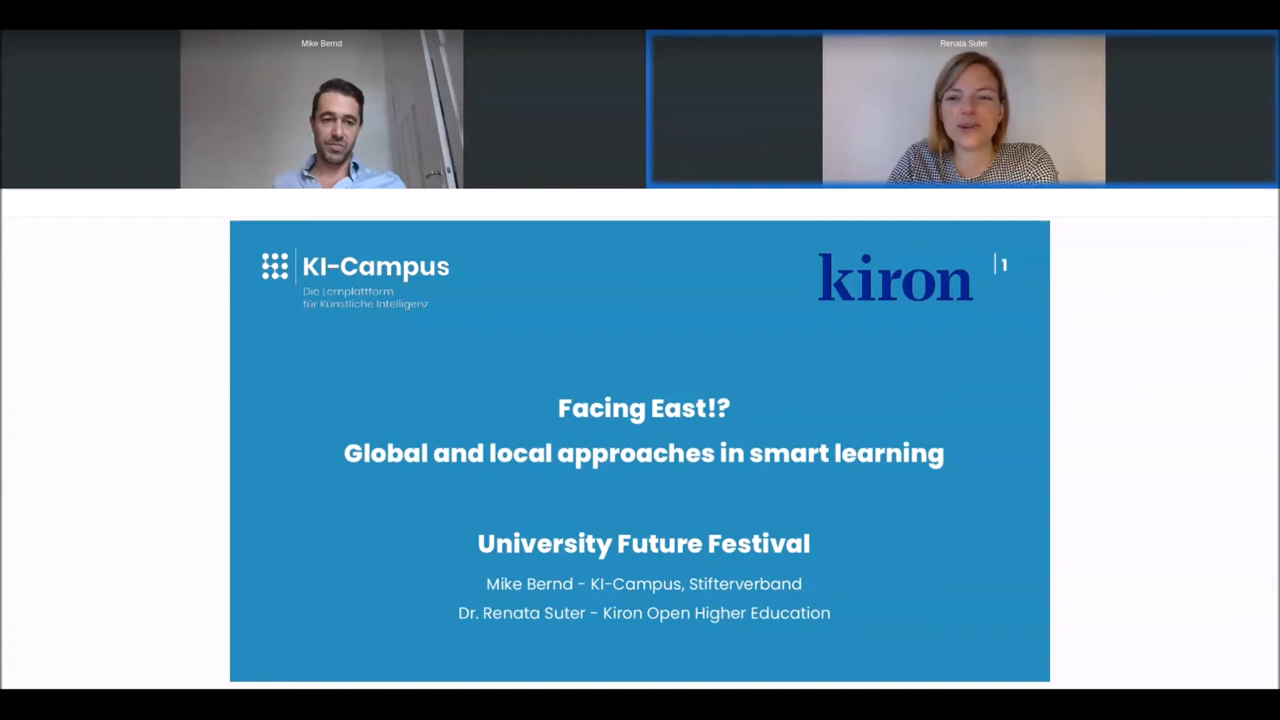 Mike Bernd
Renata Suter
KI-Campus
Die Lernplattform
für Künstliche Intelligenz
kiron
1
Facing East!?
Global and local approaches in smart learning
University Future Festival
Mike Bernd - KI-Campus, Stifterverband
Dr. Renata Suter - Kiron Open Higher Education